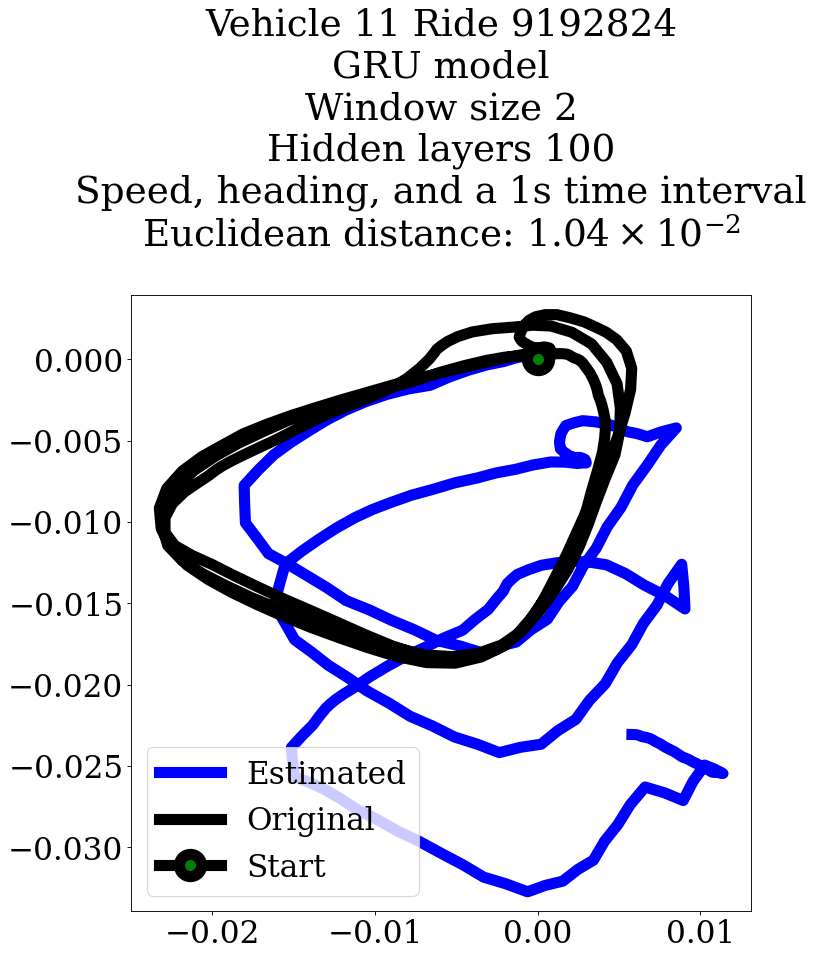 Vehicle 11 Ride 9192824
GRU model
Window size 2
Hidden layers 100
Speed, heading, and a 1s time interval
Euclidean distance: 1.04 × 10⁻²
0.000
−0.005
−0.010
−0.015
−0.020
−0.025
−0.030
Estimated
Original
Start
−0.02
−0.01
0.00
0.01